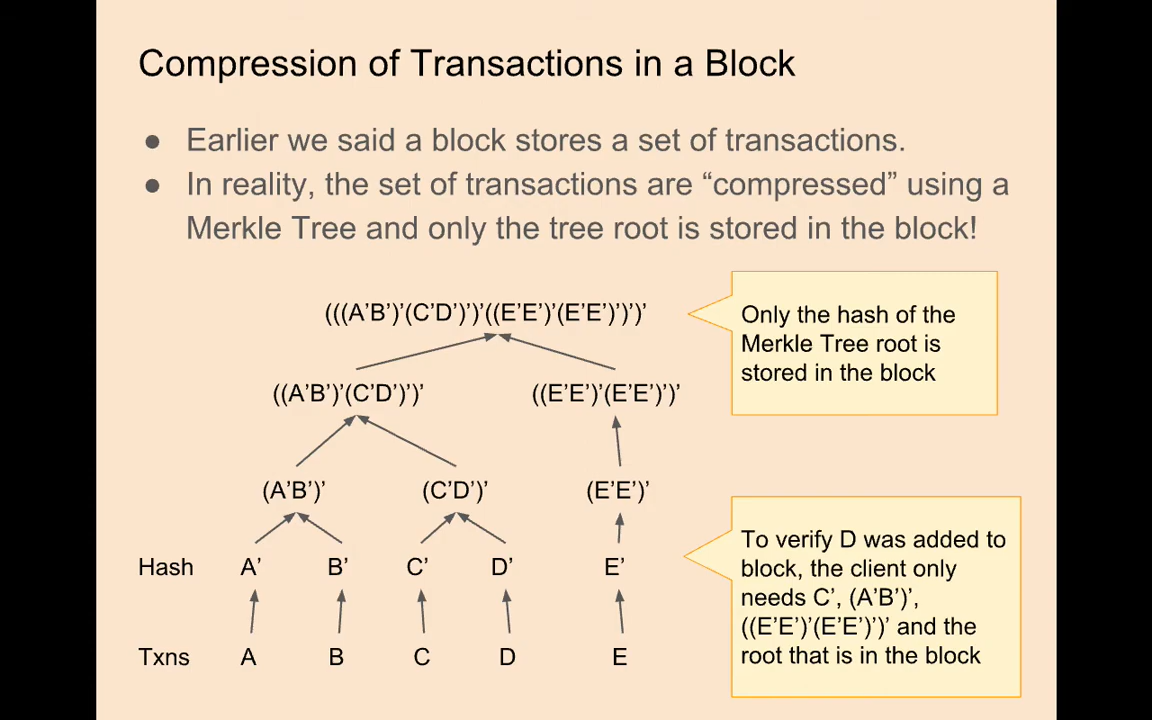 Compression of Transactions in a Block
● Earlier we said a block stores a set of transactions.
● In reality, the set of transactions are “compressed” using a
Merkle Tree and only the tree root is stored in the block!
(((A’B’)’(C’D’)’)’((E’E’)’(E’E’)’)’)’
Only the hash of the
Merkle Tree root is
stored in the block
((A’B’)’(C’D’)’)’ ((E’E’)’(E’E’)’)’
(A’B’)’ (C’D’)’ (E’E’)’
Hash A’ B’ C’ D’ E’
Txns A B C D E
To verify D was added to
block, the client only
needs C’, (A’B’)’,
((E’E’)’(E’E’)’)’ and the
root that is in the block